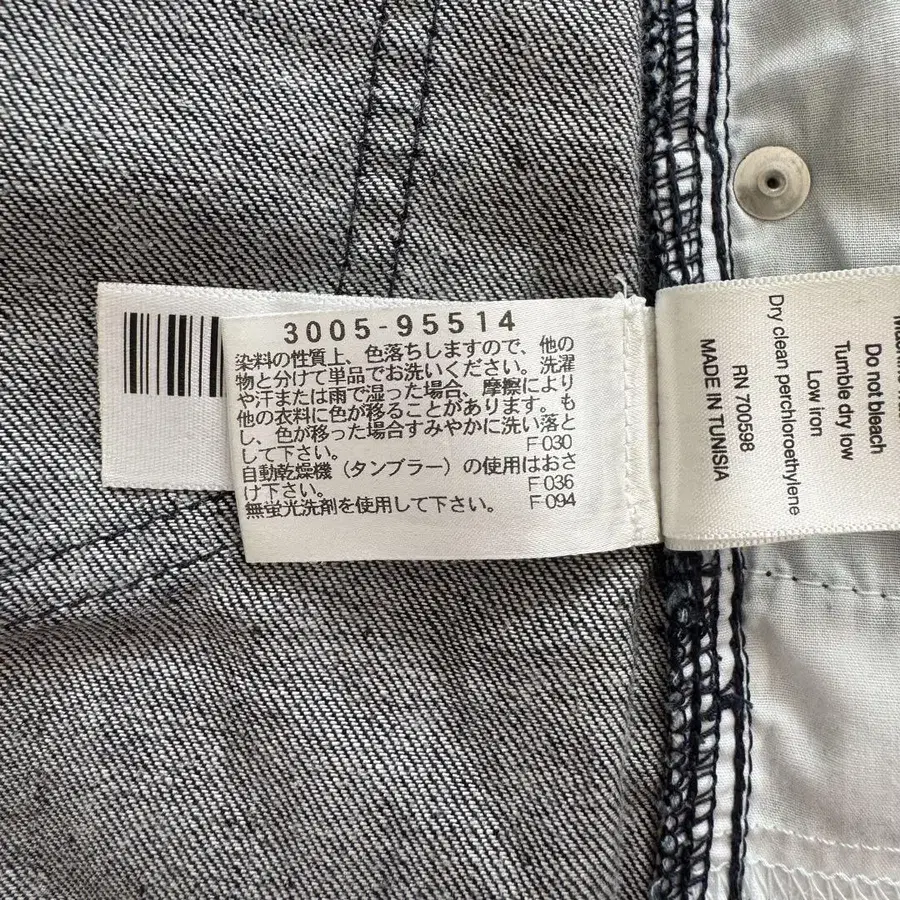 3005-95514
染料の性質上、色落ちしますので、他の
物と分けて単品でお洗いください。洗濯
や汗または雨で湿った場合、摩擦により
他の衣料に色が移ることがあります。も
し、色が移った場合すみやかに洗い落と
して下さい。 F030
自動乾燥機（タンブラー）の使用はおさ
け下さい。 F036
無蛍光洗剤を使用して下さい。 F094
Do not bleach
Tumble dry low
Low iron
Dry clean perchloroethylene
RN 700598
MADE IN TUNISIA